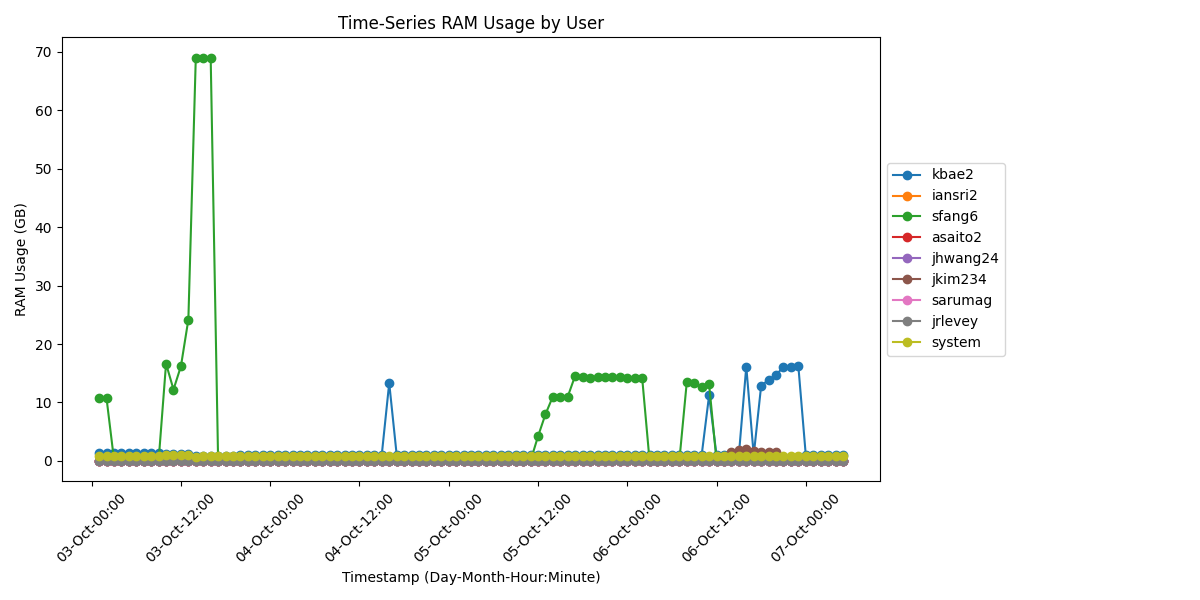 Time-Series RAM Usage by User
RAM Usage (GB)
70
60
50
40
30
20
10
0
03-Oct-00:00
03-Oct-12:00
04-Oct-00:00
04-Oct-12:00
05-Oct-00:00
05-Oct-12:00
06-Oct-00:00
06-Oct-12:00
07-Oct-00:00
Timestamp (Day-Month-Hour:Minute)
kbae2
iansri2
sfang6
asaito2
jhwang24
jkim234
sarumag
jrlevey
system